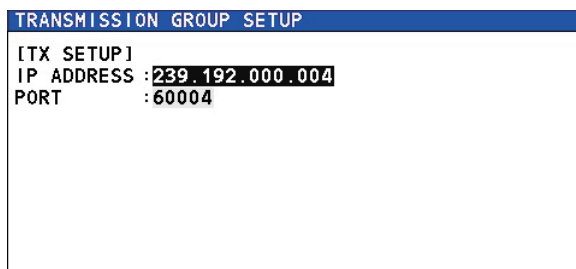 TRANSMISSION GROUP SETUP
[TX SETUP]
IP ADDRESS :239.192.000.004
PORT :60004